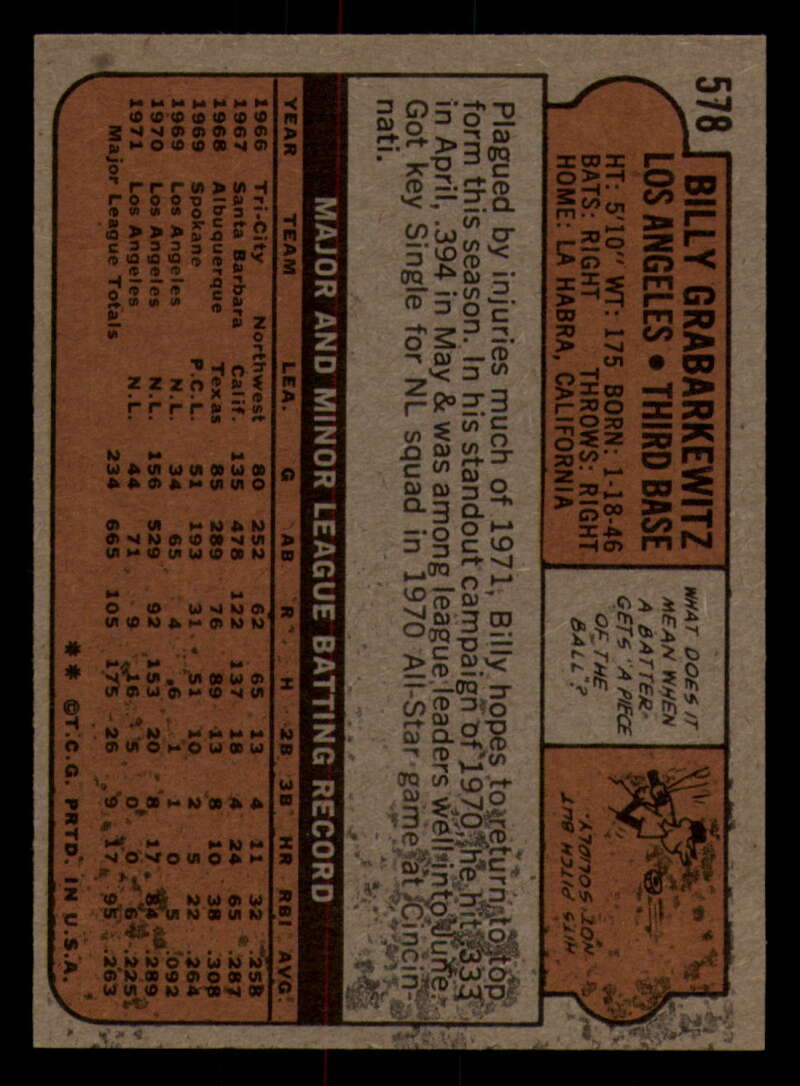 578
BILLY GRABARKEWITZ
LOS ANGELES • THIRD BASE
HT: 5'10" WT: 175 BORN: 1-18-46
BATS: RIGHT THROWS: RIGHT
HOME: LA HABRA, CALIFORNIA
WHAT DOES IT
MEAN WHEN
A BATTER
GETS "A PIECE
OF THE
BALL"?
HITS PITCH BUT
NOT SOLIDLY.
Plagued by injuries much of 1971, Billy hopes to return to top
form this season. In his standout campaign of 1970, he hit .333
in April, .394 in May & was among league leaders well into June.
Got key Single for NL squad in 1970 All-Star game at Cincin-
nati.
MAJOR AND MINOR LEAGUE BATTING RECORD
YEAR TEAM LEA. G AB R H 2B 3B HR RBI AVG.
1966 Tri-City Northwest 80 252 62 65 13 4 11 32 .258
1967 Santa Barbara Calif. 135 478 122 137 18 4 24 65 .287
1968 Albuquerque Texas 85 289 76 89 13 8 10 38 .308
1969 Spokane P.C.L. 51 193 31 51 10 2 5 22 .264
1969 Los Angeles N.L. 34 65 4 6 1 1 0 5 .092
1970 Los Angeles N.L. 156 529 92 153 20 8 17 84 .289
1971 Los Angeles N.L. 44 71 9 16 5 0 0 6 .225
Major League Totals 234 665 105 175 26 9 17 95 .263
** ©T.C.G. PRTD. IN U.S.A.